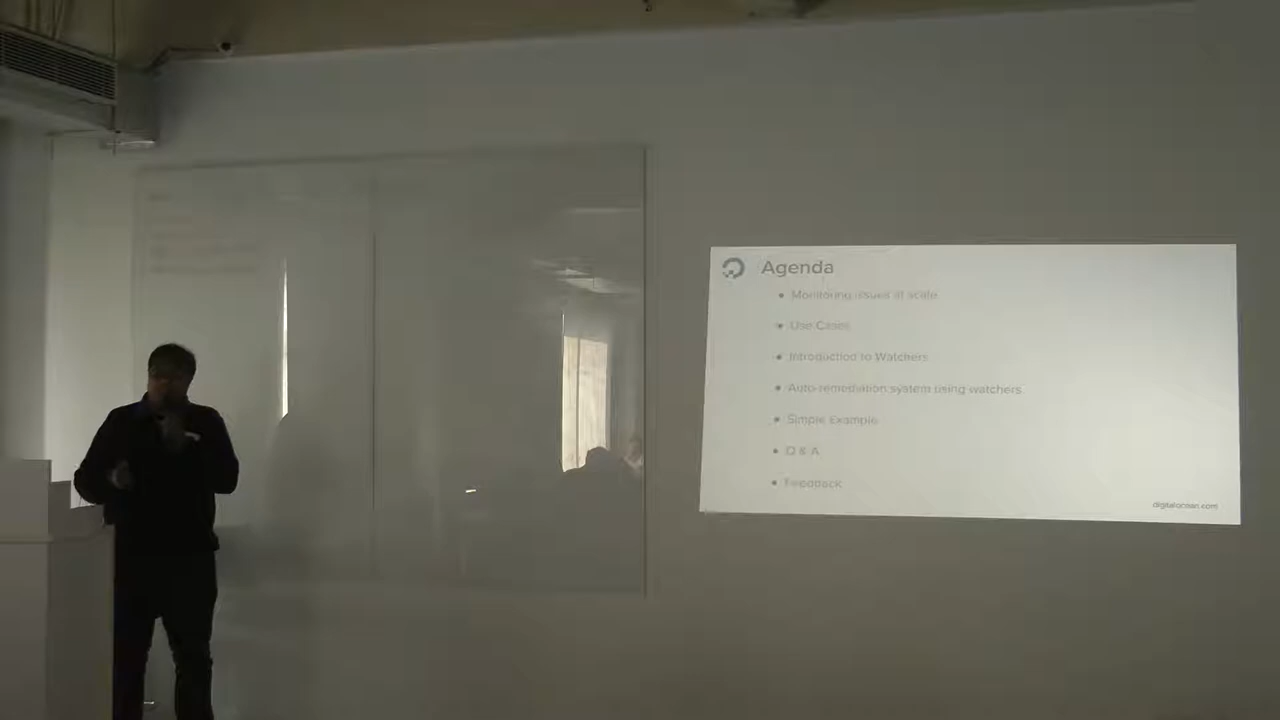 Agenda
Monitoring issues at scale
Use Cases
Introduction to Watchers
Auto-remediation system using watchers
Simple Example
Q & A
Feedback
digitalocean.com